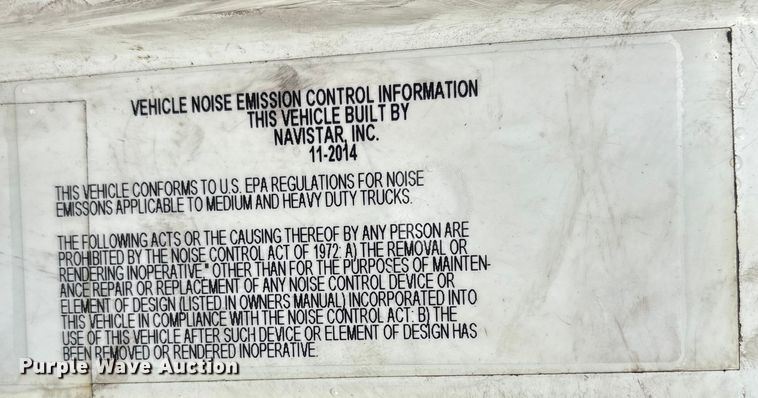 VEHICLE NOISE EMISSION CONTROL INFORMATION
THIS VEHICLE BUILT BY
NAVISTAR, INC.
11-2014
THIS VEHICLE CONFORMS TO U.S. EPA REGULATIONS FOR NOISE
EMISSONS APPLICABLE TO MEDIUM AND HEAVY DUTY TRUCKS.
THE FOLLOWING ACTS OR THE CAUSING THEREOF BY ANY PERSON ARE
PROHIBITED BY THE NOISE CONTROL ACT OF 1972: A) THE REMOVAL OR
RENDERING INOPERATIVE," OTHER THAN FOR THE PURPOSES OF MAINTEN-
ANCE REPAIR OR REPLACEMENT OF ANY NOISE CONTROL DEVICE OR
ELEMENT OF DESIGN (LISTED IN OWNERS MANUAL) INCORPORATED INTO
THIS VEHICLE IN COMPLIANCE WITH THE NOISE CONTROL ACT: B) THE
USE OF THIS VEHICLE AFTER SUCH DEVICE OR ELEMENT OF DESIGN HAS
BEEN REMOVED OR RENDERED INOPERATIVE.
Purple Wave Auction